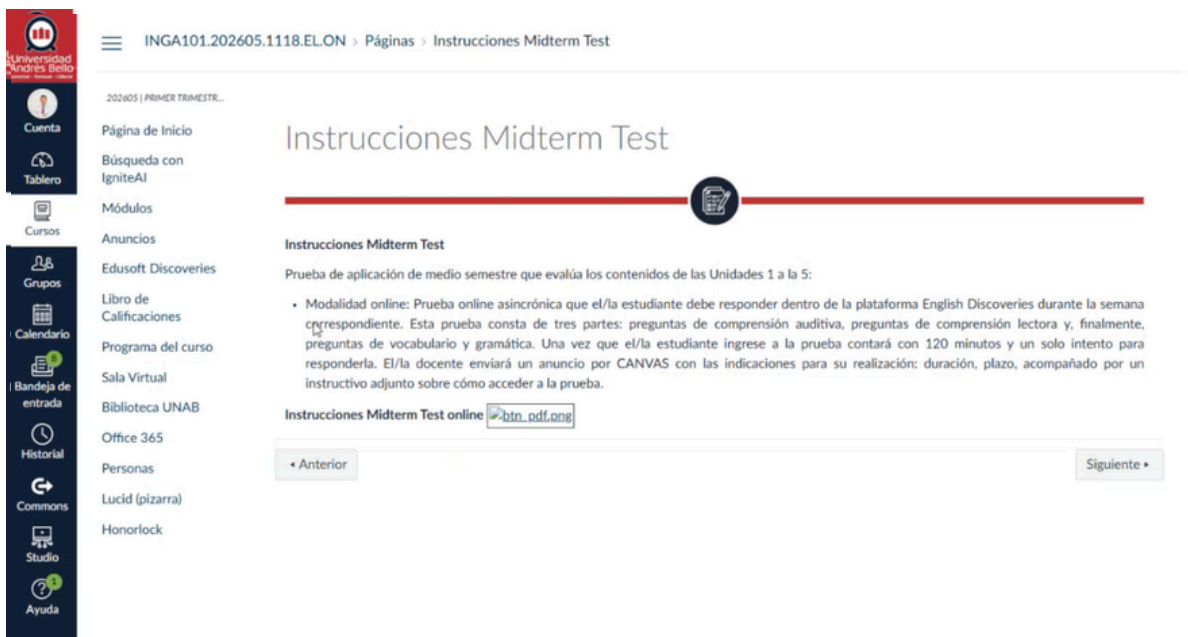 Universidad
Andrés Bello
INGA101.202605.1118.EL.ON > Páginas > Instrucciones Midterm Test
Cuenta
Tablero
Cursos
Grupos
Calendario
8
Bandeja de
entrada
Historial
Commons
Studio
1
Ayuda
202605 | PRIMER TRIMESTR...
Página de Inicio
Búsqueda con
IgniteAI
Módulos
Anuncios
Edusoft Discoveries
Libro de
Calificaciones
Programa del curso
Sala Virtual
Biblioteca UNAB
Office 365
Personas
Lucid (pizarra)
Honorlock
Instrucciones Midterm Test
Instrucciones Midterm Test
Prueba de aplicación de medio semestre que evalúa los contenidos de las Unidades 1 a la 5:
• Modalidad online: Prueba online asincrónica que el/la estudiante debe responder dentro de la plataforma English Discoveries durante la semana
correspondiente. Esta prueba consta de tres partes: preguntas de comprensión auditiva, preguntas de comprensión lectora y, finalmente,
preguntas de vocabulario y gramática. Una vez que el/la estudiante ingrese a la prueba contará con 120 minutos y un solo intento para
responderla. El/la docente enviará un anuncio por CANVAS con las indicaciones para su realización: duración, plazo, acompañado por un
instructivo adjunto sobre cómo acceder a la prueba.
Instrucciones Midterm Test online btn_pdf.png
◂ Anterior
Siguiente ▸